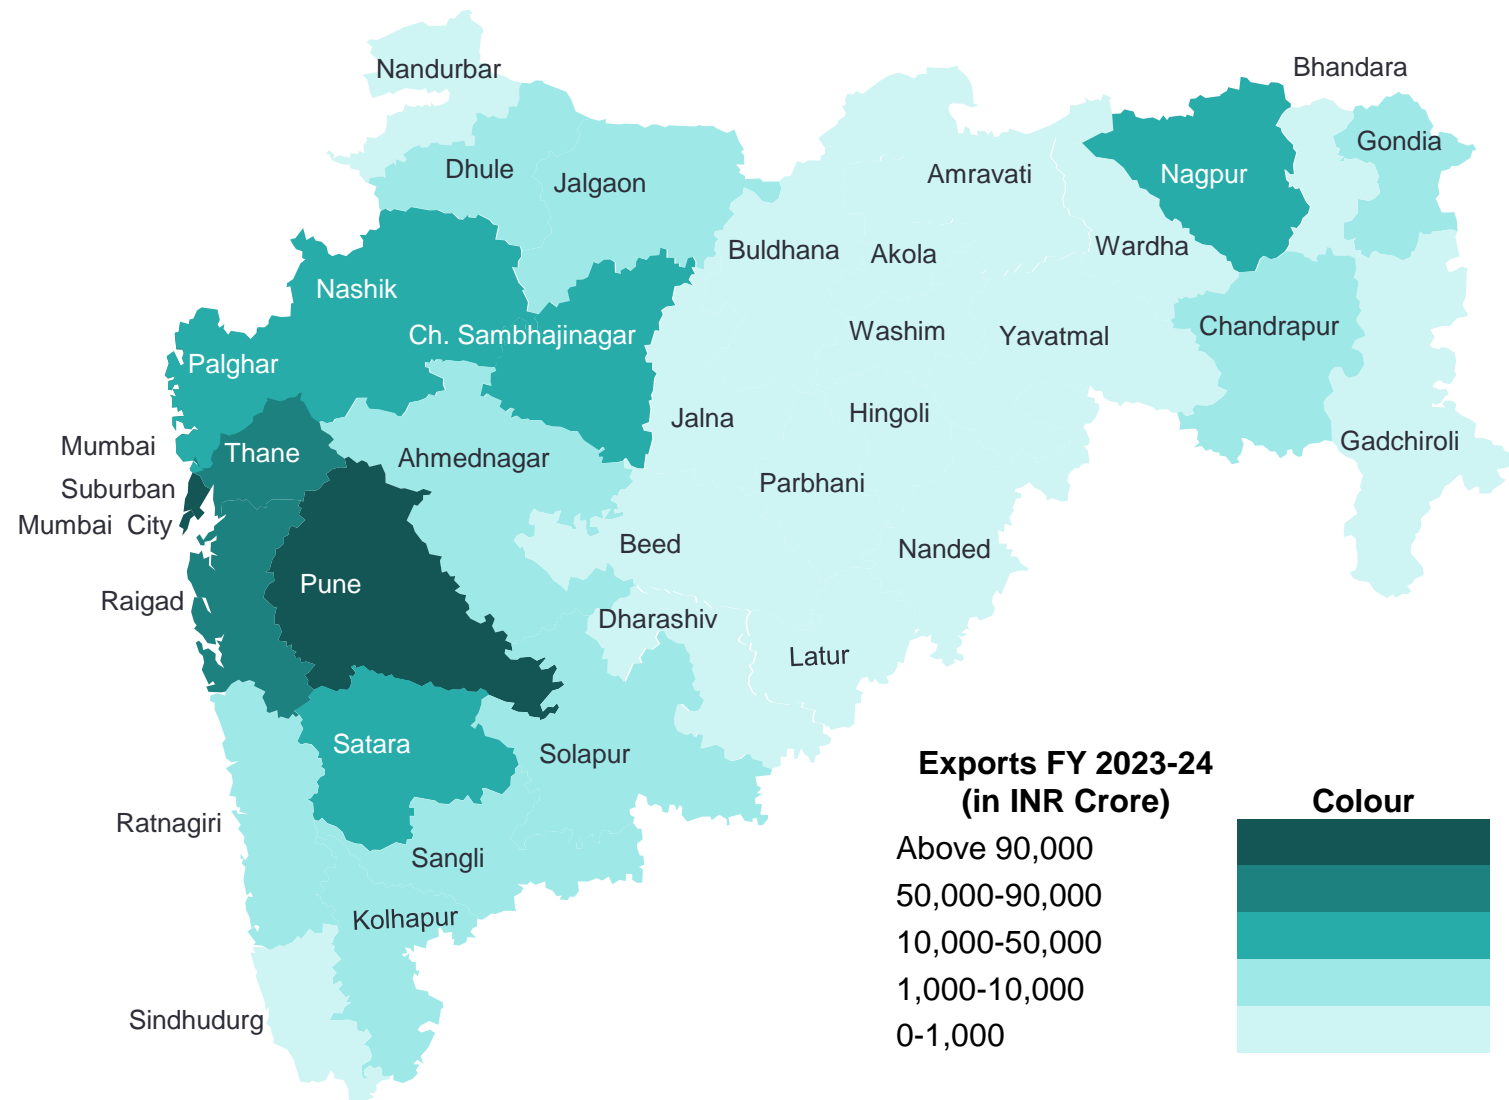 Nandurbar
Bhandara
Gondia
Dhule
Jalgaon
Amravati
Nagpur
Buldhana
Akola
Wardha
Nashik
Ch. Sambhajinagar
Washim
Yavatmal
Chandrapur
Palghar
Jalna
Hingoli
Gadchiroli
Mumbai
Suburban
Thane
Ahmednagar
Parbhani
Mumbai City
Beed
Nanded
Raigad
Pune
Dharashiv
Latur
Satara
Solapur
Ratnagiri
Sangli
Kolhapur
Sindhudurg
Exports FY 2023-24
(in INR Crore)
Colour
Above 90,000
50,000-90,000
10,000-50,000
1,000-10,000
0-1,000